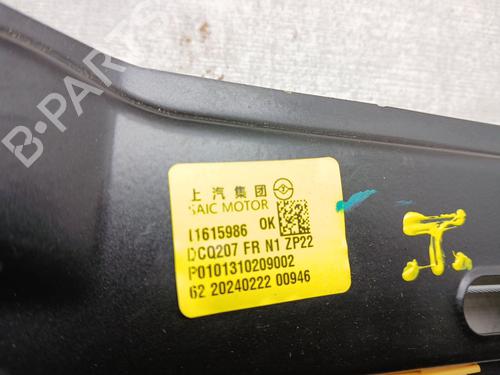 B-PARTS
上汽集团
SAIC MOTOR
11615986 OK
DCQ207 FR N1 ZP22
P0101310209002
62 20240222 00946